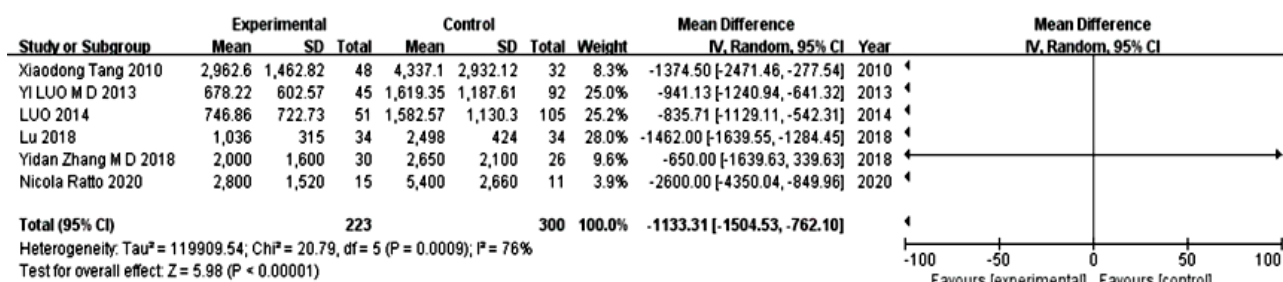 Experimental Control Mean Difference Mean Difference
Study or Subgroup Mean SD Total Mean SD Total Weight IV, Random, 95% CI Year IV, Random, 95% CI
Xiaodong Tang 2010 2,962.6 1,462.82 48 4,337.1 2,932.12 32 8.3% -1374.50 [-2471.46, -277.54] 2010
YI LUO M D 2013 678.22 602.57 45 1,619.35 1,187.61 92 25.0% -941.13 [-1240.94, -641.32] 2013
LUO 2014 746.86 722.73 51 1,582.57 1,130.3 105 25.2% -835.71 [-1129.11, -542.31] 2014
Lu 2018 1,036 315 34 2,498 424 34 28.0% -1462.00 [-1639.55, -1284.45] 2018
Yidan Zhang M D 2018 2,000 1,600 30 2,650 2,100 26 9.6% -650.00 [-1639.63, 339.63] 2018
Nicola Ratto 2020 2,800 1,520 15 5,400 2,660 11 3.9% -2600.00 [-4350.04, -849.96] 2020
Total (95% CI) 223 300 100.0% -1133.31 [-1504.53, -762.10]
Heterogeneity: Tau² = 119909.54; Chi² = 20.79, df = 5 (P = 0.0009); I² = 76%
Test for overall effect: Z = 5.98 (P < 0.00001)
-100 -50 0 50 100
Favours [experimental] Favours [control]